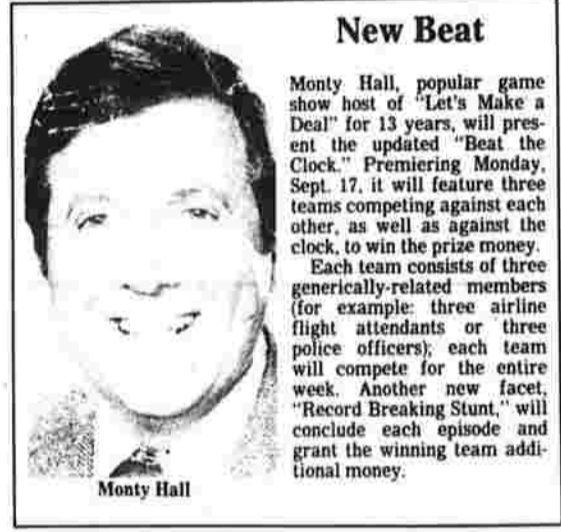 New Beat
Monty Hall, popular game
show host of "Let's Make a
Deal" for 13 years, will pres-
ent the updated "Beat the
Clock." Premiering Monday,
Sept. 17, it will feature three
teams competing against each
other, as well as against the
clock, to win the prize money.
Each team consists of three
generically-related members
(for example: three airline
flight attendants or three
police officers); each team
will compete for the entire
week. Another new facet,
"Record Breaking Stunt," will
conclude each episode and
grant the winning team addi-
tional money.
Monty Hall